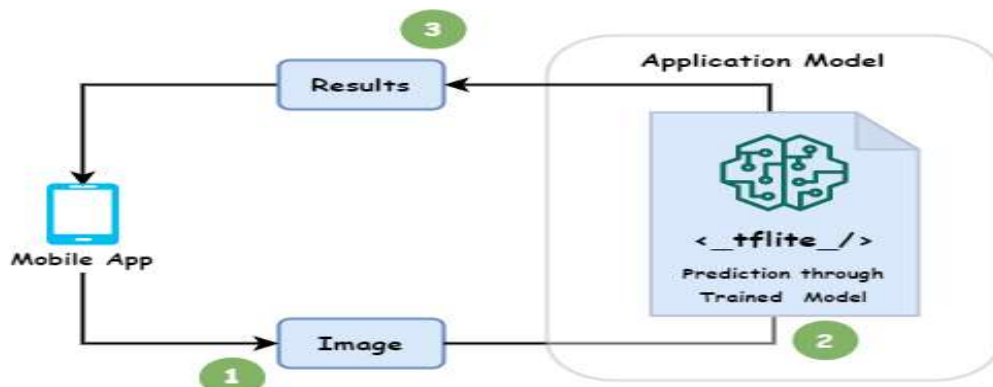 3
Application Model
Results
<_tflite_/>
Mobile App
Prediction through
Trained Model
Image
2
1